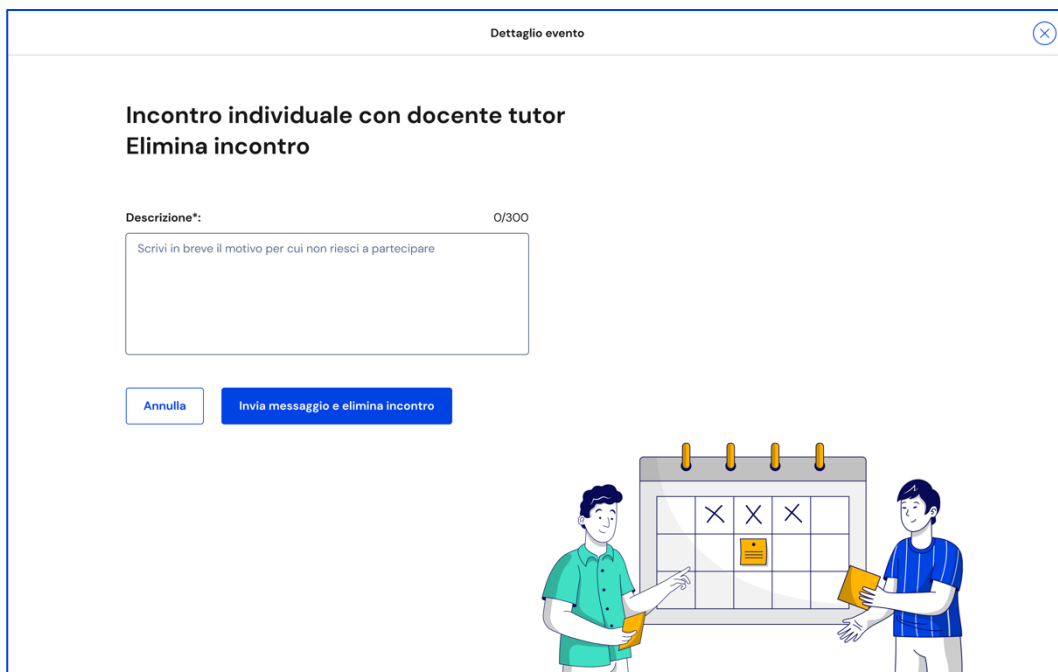 Dettaglio evento
Incontro individuale con docente tutor
Elimina incontro
Descrizione*: 0/300
Scrivi in breve il motivo per cui non riesci a partecipare
Annulla Invia messaggio e elimina incontro